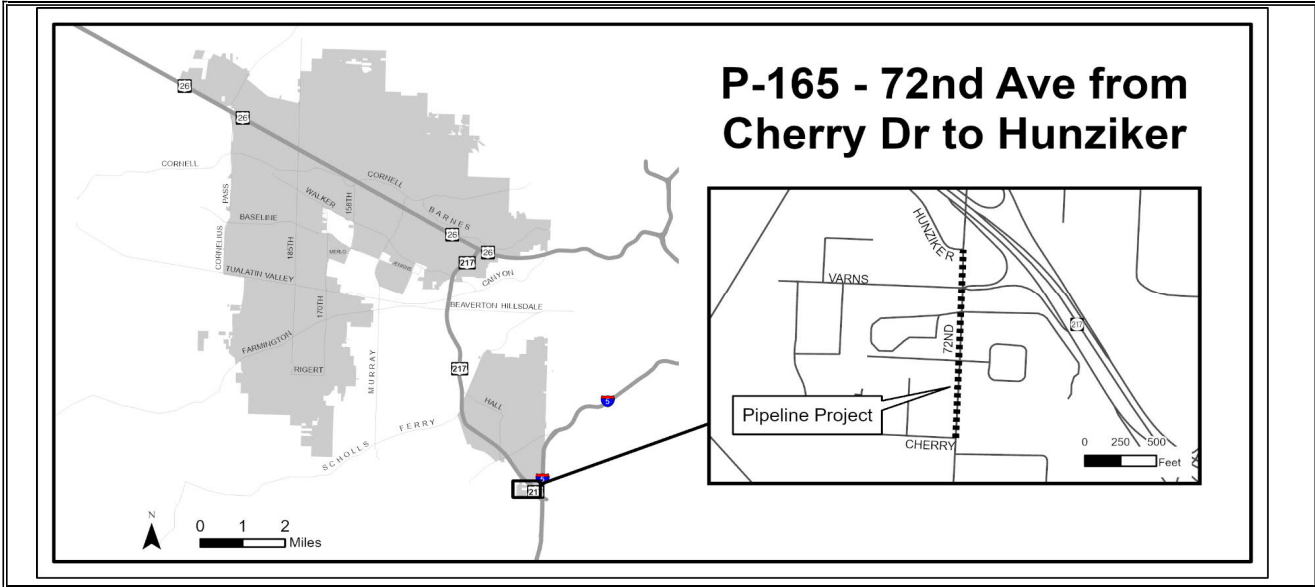 P-165 - 72nd Ave from
Cherry Dr to Hunziker
26
26
CORNELL
CORNELL
PASS
WALKER
158TH
BARNES
BASELINE
26
26
CORNELIUS
185TH
MERLO
217
JENKINS
CANYON
TUALATIN VALLEY
170TH
BEAVERTON HILLSDALE
FARMINGTON
MURRAY
217
RIGERT
HALL
5
SCHOLLS FERRY
5
217
N
0 1 2
Miles
HUNZIKER
VARNS
217
72ND
Pipeline Project
CHERRY
0 250 500
Feet